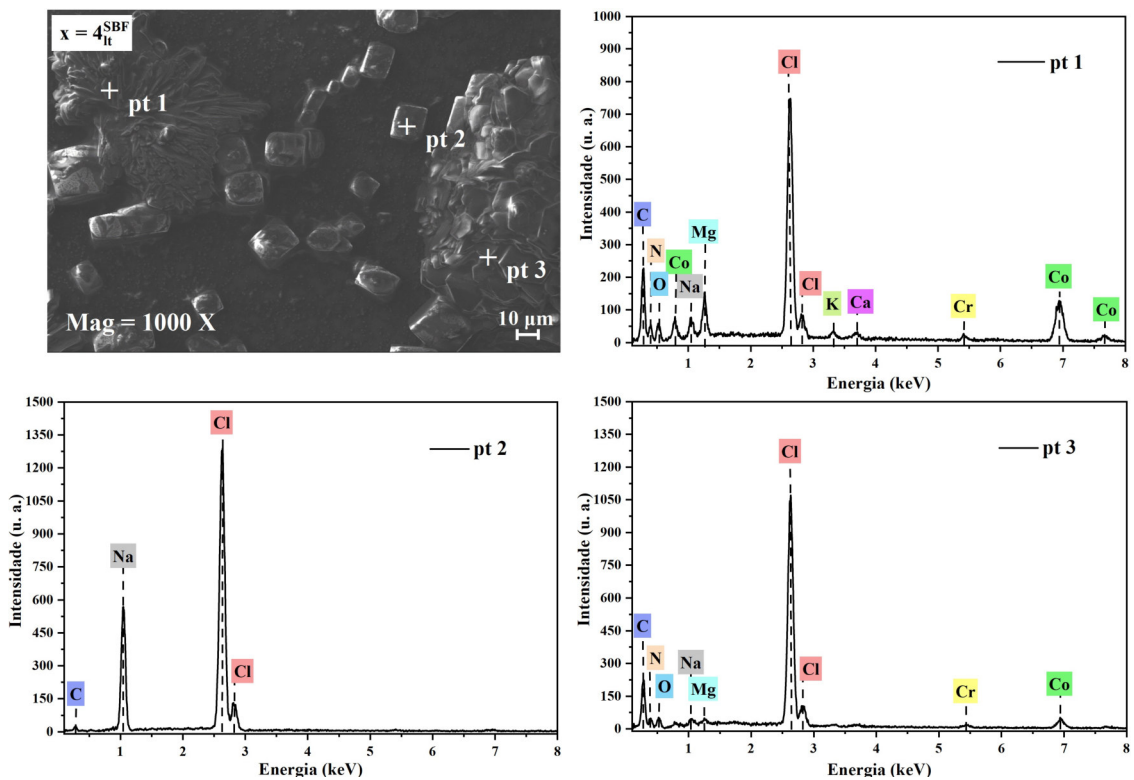 x = 4 SBF lt
pt 1
pt 2
pt 3
Mag = 1000 X
10 µm
1000
900
800
700
600
500
400
300
200
100
0
Intensidade (u. a.)
Cl
pt 1
C
N
O
Co
Na
Mg
Cl
K
Ca
Cr
Co
Co
1 2 3 4 5 6 7 8
Energia (keV)
1500
1350
1200
1050
900
750
600
450
300
150
0
Intensidade (u. a.)
Cl
pt 2
Na
Cl
C
1 2 3 4 5 6 7 8
Energia (keV)
1500
1350
1200
1050
900
750
600
450
300
150
0
Intensidade (u. a.)
Cl
pt 3
C
N
O
Na
Mg
Cl
Cr
Co
1 2 3 4 5 6 7 8
Energia (keV)